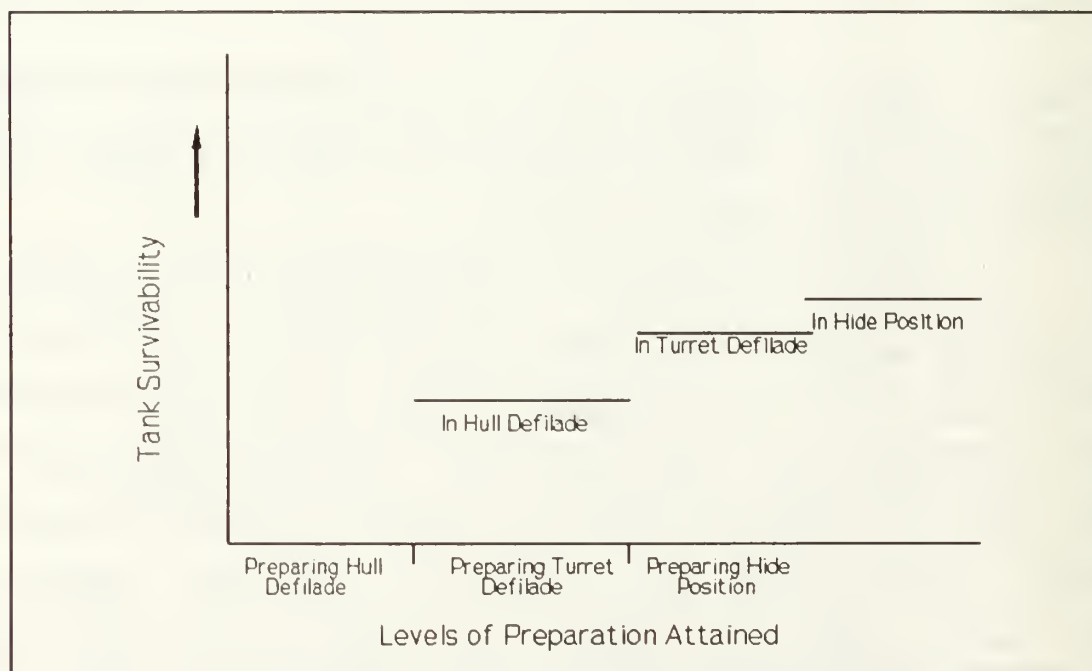 Tank Survivability
In Hide Position
In Turret Defilade
In Hull Defilade
Preparing Hull
Defilade
Preparing Turret
Defilade
Preparing Hide
Position
Levels of Preparation Attained